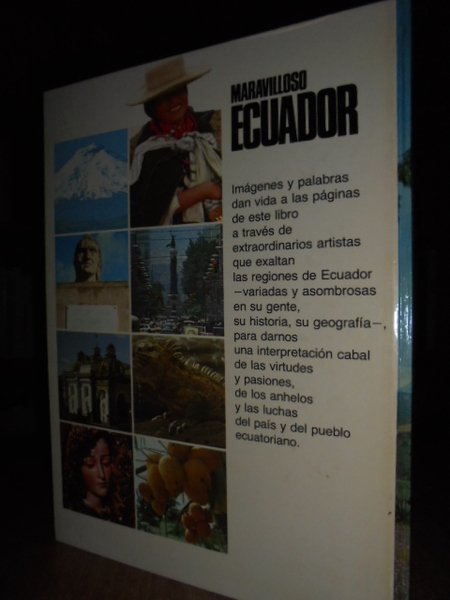 MARAVILLOSO
ECUADOR
Imágenes y palabras
dan vida a las páginas
de este libro
a través de
extraordinarios artistas
que exaltan
las regiones de Ecuador
—variadas y asombrosas
en su gente,
su historia, su geografía—,
para darnos
una interpretación cabal
de las virtudes
y pasiones,
de los anhelos
y las luchas
del país y del pueblo
ecuatoriano.